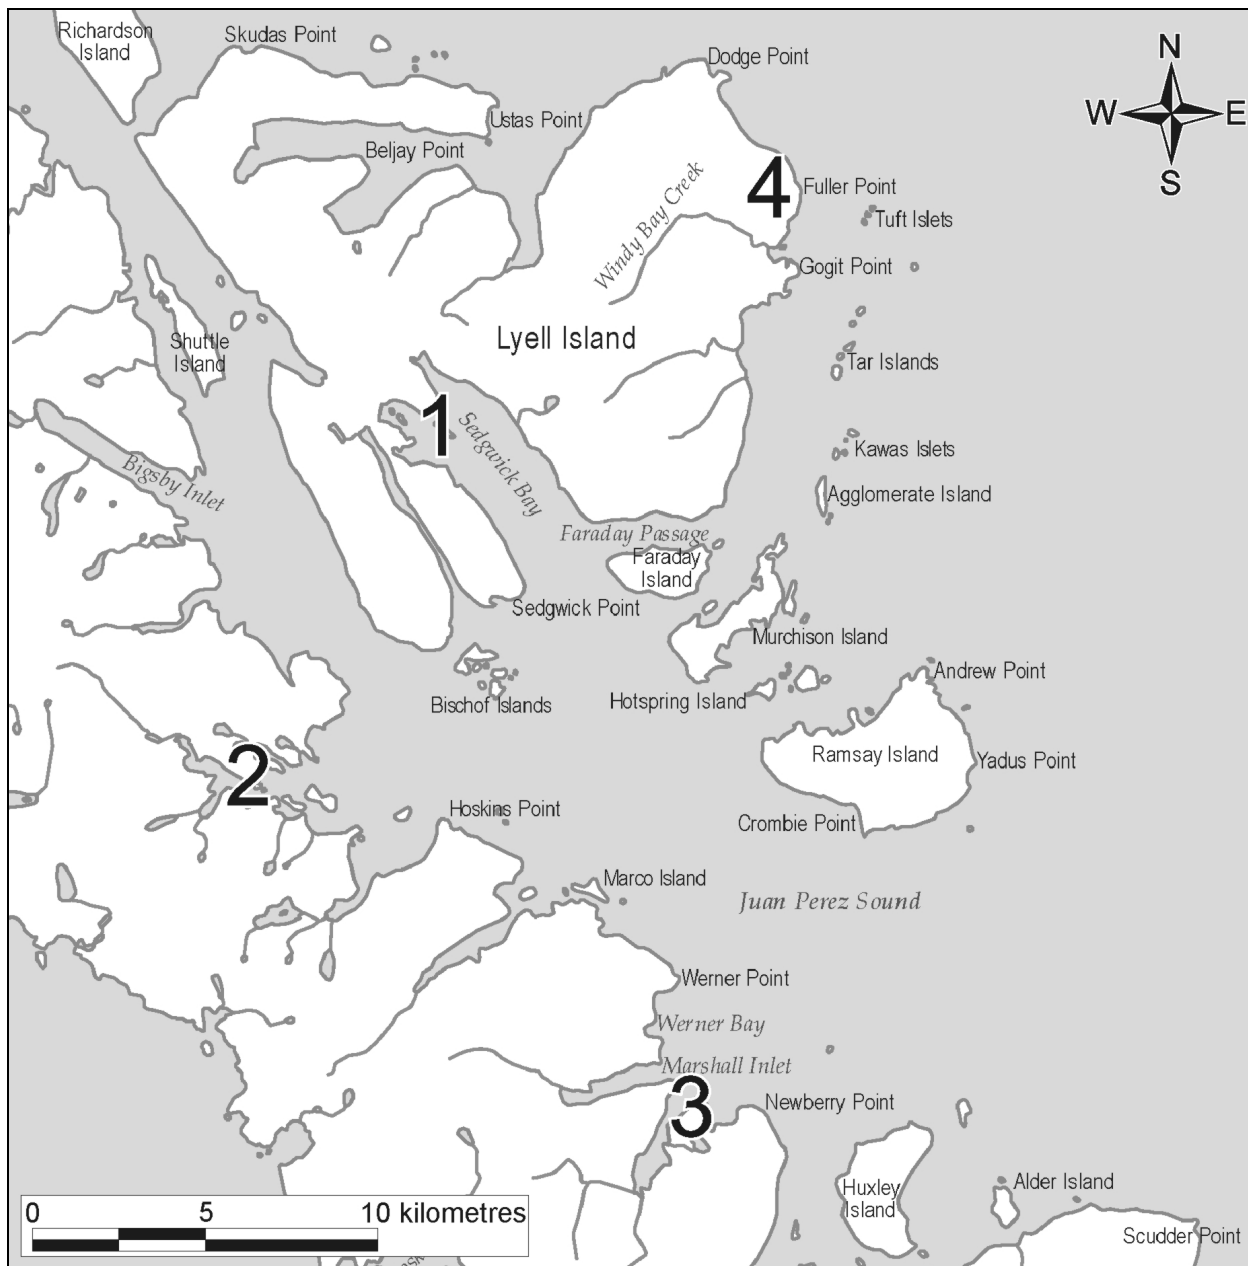 Richardson
Island
Skudas Point
Dodge Point
N
W
E
S
Ustas Point
Beljay Point
4
Fuller Point
Windy Bay Creek
Tuft Islets
Gogit Point
Lyell Island
Shuttle
Island
Tar Islands
1
Sedgwick Bay
Kawas Islets
Bigsby Inlet
Agglomerate Island
Faraday Passage
Faraday
Island
Sedgwick Point
Murchison Island
Andrew Point
Bischof Islands
Hotspring Island
2
Ramsay Island
Yadus Point
Hoskins Point
Crombie Point
Marco Island
Juan Perez Sound
Werner Point
Werner Bay
Marshall Inlet
3
Newberry Point
Huxley
Island
Alder Island
Scudder Point
0 5 10 kilometres